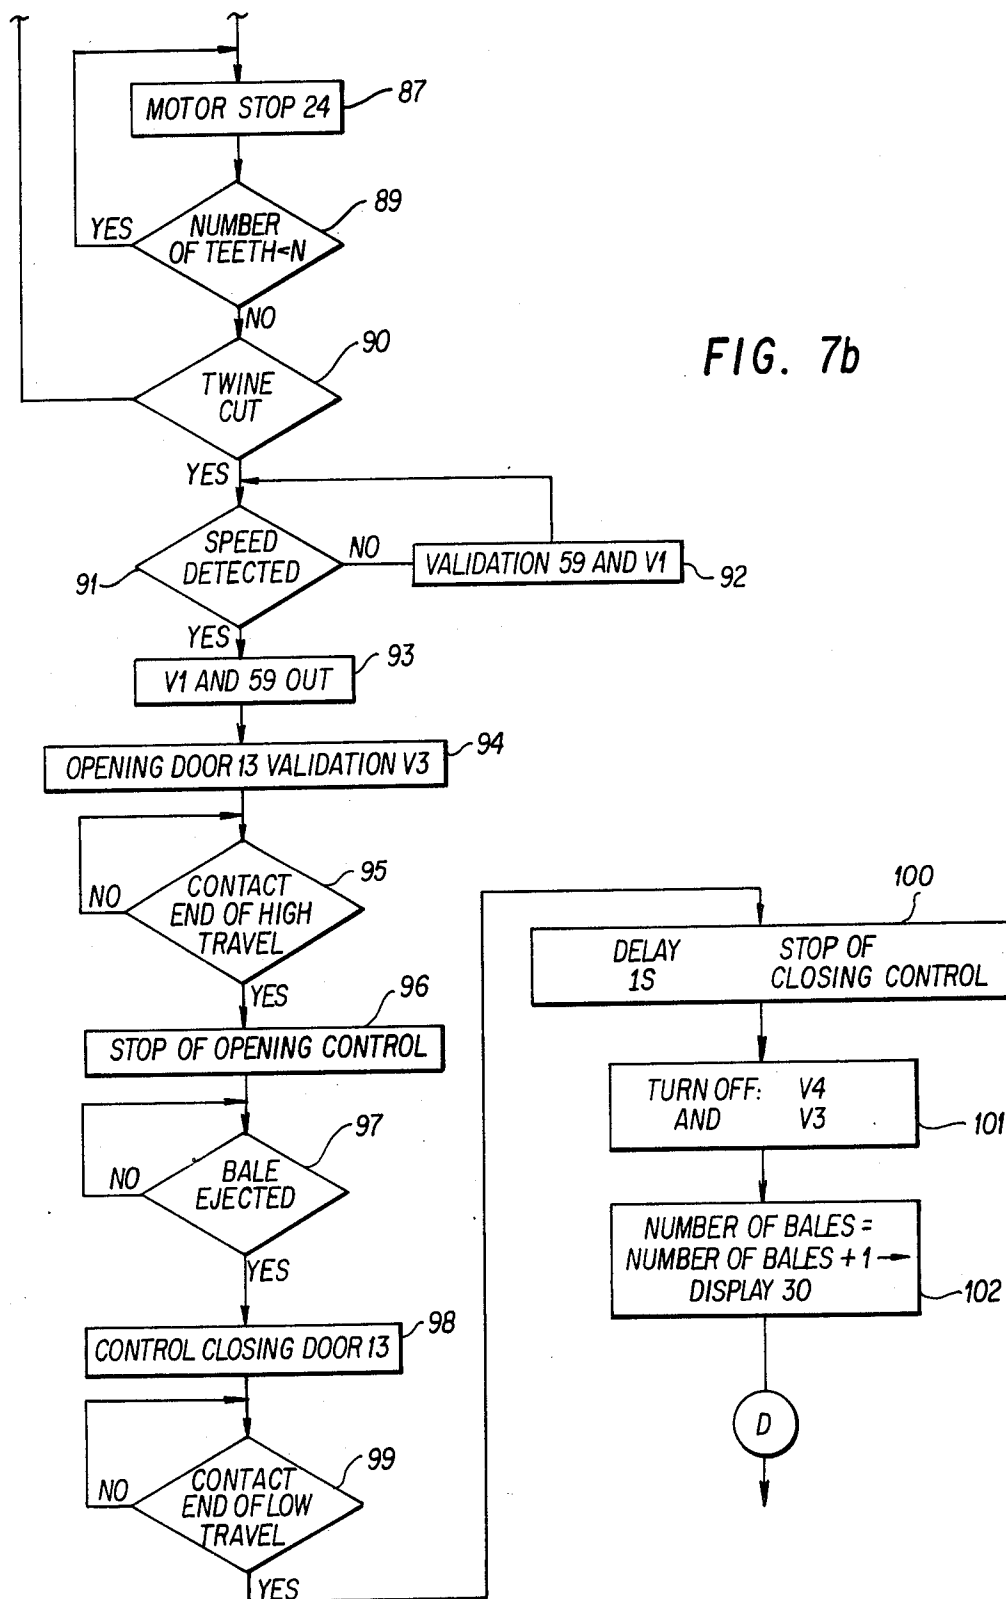 MOTOR STOP 24
87
YES
NUMBER
OF TEETH<N
89
NO
90
TWINE
CUT
FIG. 7b
YES
SPEED
DETECTED
91
NO
VALIDATION 59 AND V1
92
YES
V1 AND 59 OUT
93
OPENING DOOR 13 VALIDATION V3
94
CONTACT
END OF HIGH
TRAVEL
95
NO
YES
STOP OF OPENING CONTROL
96
BALE
EJECTED
97
NO
YES
CONTROL CLOSING DOOR 13
98
CONTACT
END OF LOW
TRAVEL
99
NO
YES
100
DELAY STOP OF
1S CLOSING CONTROL
TURN OFF: V4
AND V3
101
NUMBER OF BALES =
NUMBER OF BALES + 1 →
DISPLAY 30
102
D